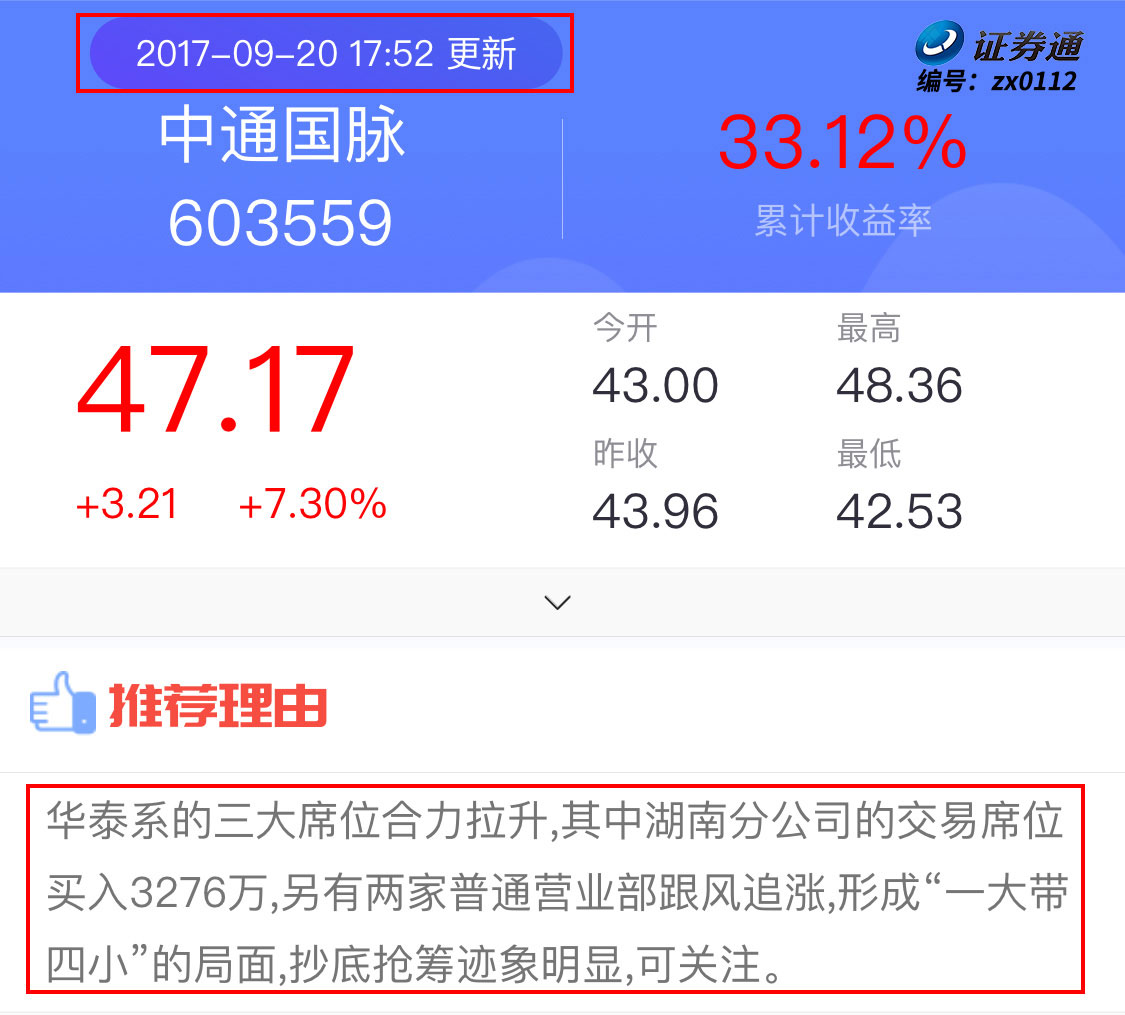 2017-09-20 17:52 更新
证券通
编号：zx0112
中通国脉
603559
33.12%
累计收益率
47.17
+3.21 +7.30%
今开 最高
43.00 48.36
昨收 最低
43.96 42.53
推荐理由
华泰系的三大席位合力拉升,其中湖南分公司的交易席位
买入3276万,另有两家普通营业部跟风追涨,形成“一大带
四小”的局面,抄底抢筹迹象明显,可关注。